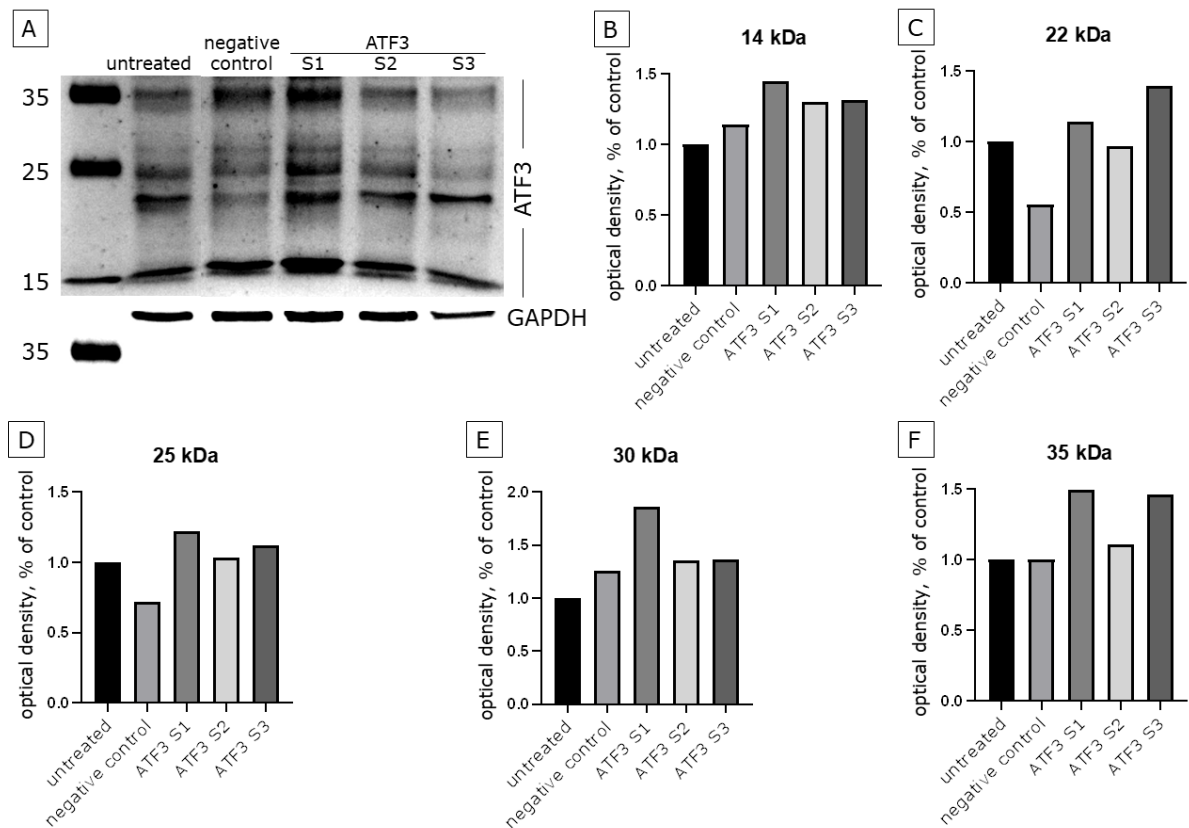 A
untreated
negative
control
ATF3
S1
S2
S3
35
25
15
35
ATF3
GAPDH
B
14 kDa
optical density, % of control
1.5
1.0
0.5
0.0
untreated
negative control
ATF3 S1
ATF3 S2
ATF3 S3
C
22 kDa
optical density, % of control
1.5
1.0
0.5
0.0
untreated
negative control
ATF3 S1
ATF3 S2
ATF3 S3
D
25 kDa
optical density, % of control
1.5
1.0
0.5
0.0
untreated
negative control
ATF3 S1
ATF3 S2
ATF3 S3
E
30 kDa
optical density, % of control
2.0
1.5
1.0
0.5
0.0
untreated
negative control
ATF3 S1
ATF3 S2
ATF3 S3
F
35 kDa
optical density, % of control
1.5
1.0
0.5
0.0
untreated
negative control
ATF3 S1
ATF3 S2
ATF3 S3